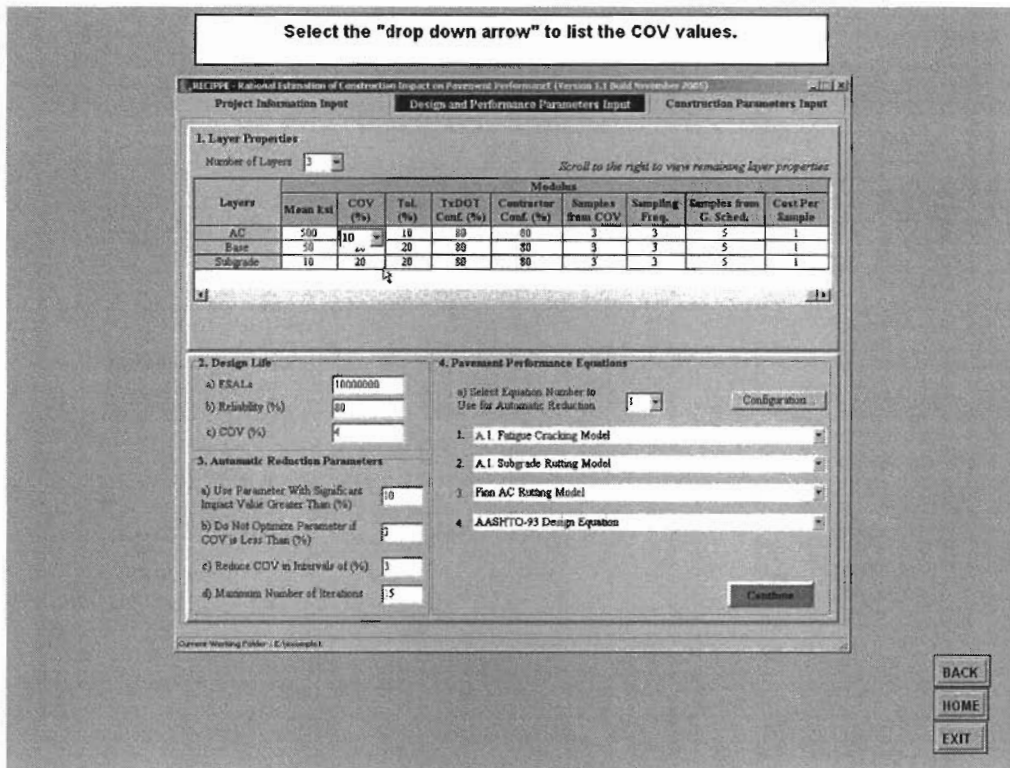 Select the "drop down arrow" to list the COV values.
RECIPPE - Rational Estimation of Construction Impact on Pavement Performance (Version 1.1 Build November 2005)
Project Information Input Design and Performance Parameters Input Construction Parameters Input
1. Layer Properties
Number of Layers 3
Scroll to the right to view remaining layer properties
Modulus
Layers Mean ksi COV (%) Tol. (%) TxDOT Conf. (%) Contractor Conf. (%) Samples from COV Sampling Freq. Samples from G. Sched. Cost Per Sample
AC 500 10 10 80 80 3 3 5 1
Base 50 20 80 80 3 3 5 1
Subgrade 10 20 20 80 80 3 3 5 1
2. Design Life
a) ESALs 10000000
b) Reliability (%) 80
c) COV (%) 4
3. Automatic Reduction Parameters
a) Use Parameter With Significant
Impact Value Greater Than (%) 10
b) Do Not Optimize Parameter if
COV is Less Than (%) 3
c) Reduce COV in Intervals of (%) 3
d) Maximum Number of Iterations 15
4. Pavement Performance Equations
a) Select Equation Number to
Use for Automatic Reduction 1 Configuration...
1. A.I. Fatigue Cracking Model
2. A.I. Subgrade Rutting Model
3. Finn AC Rutting Model
4. AASHTO-93 Design Equation
Continue
Current Working Folder : E:\example1
BACK
HOME
EXIT